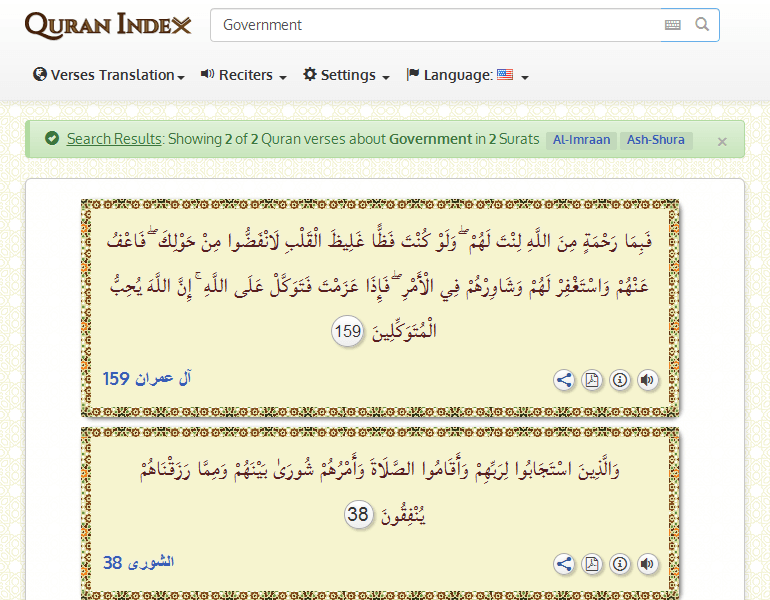 QURAN INDEX
Government
Verses Translation
Reciters
Settings
Language:
Search Results: Showing 2 of 2 Quran verses about Government in 2 Surats Al-Imraan Ash-Shura ×
فَبِمَا رَحْمَةٍ مِنَ اللَّهِ لِنْتَ لَهُمْ ۖ وَلَوْ كُنْتَ فَظًّا غَلِيظَ الْقَلْبِ لَانْفَضُّوا مِنْ حَوْلِكَ ۖ فَاعْفُ
عَنْهُمْ وَاسْتَغْفِرْ لَهُمْ وَشَاوِرْهُمْ فِي الْأَمْرِ ۖ فَإِذَا عَزَمْتَ فَتَوَكَّلْ عَلَى اللَّهِ ۚ إِنَّ اللَّهَ يُحِبُّ
الْمُتَوَكِّلِينَ 159
آل عمران 159
وَالَّذِينَ اسْتَجَابُوا لِرَبِّهِمْ وَأَقَامُوا الصَّلَاةَ وَأَمْرُهُمْ شُورَىٰ بَيْنَهُمْ وَمِمَّا رَزَقْنَاهُمْ
يُنْفِقُونَ 38
الشورى 38